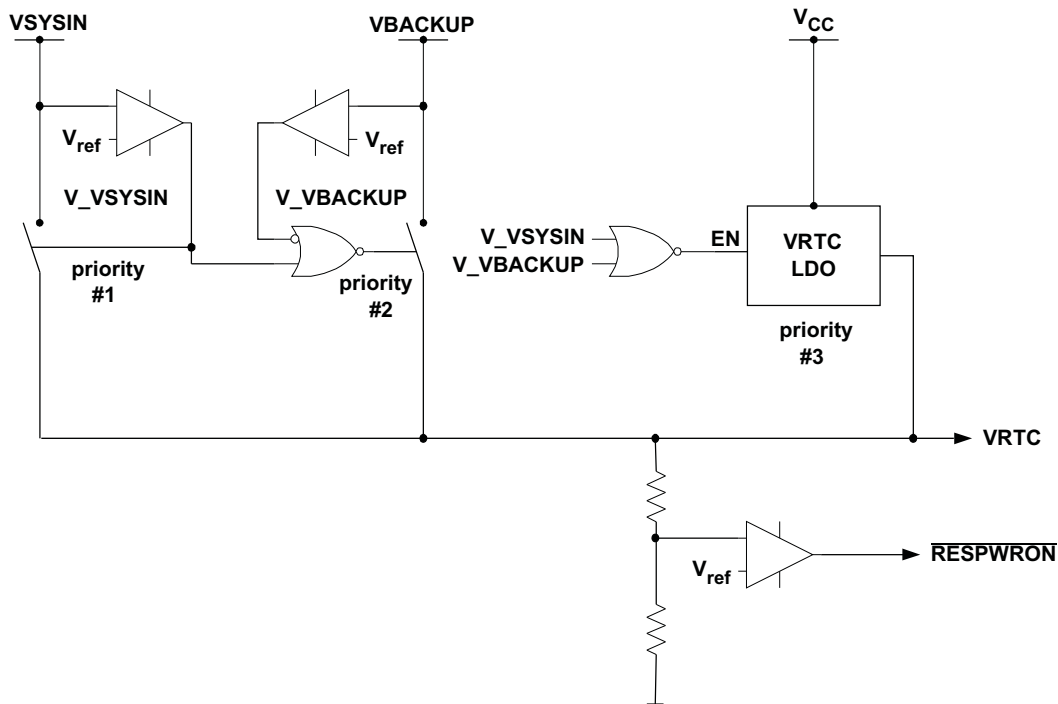 VSYSIN
VBACKUP
VCC
Vref
Vref
V_VSYSIN
V_VBACKUP
priority
#1
priority
#2
V_VSYSIN
V_VBACKUP
EN
VRTC
LDO
priority
#3
VRTC
Vref
RESPWRON